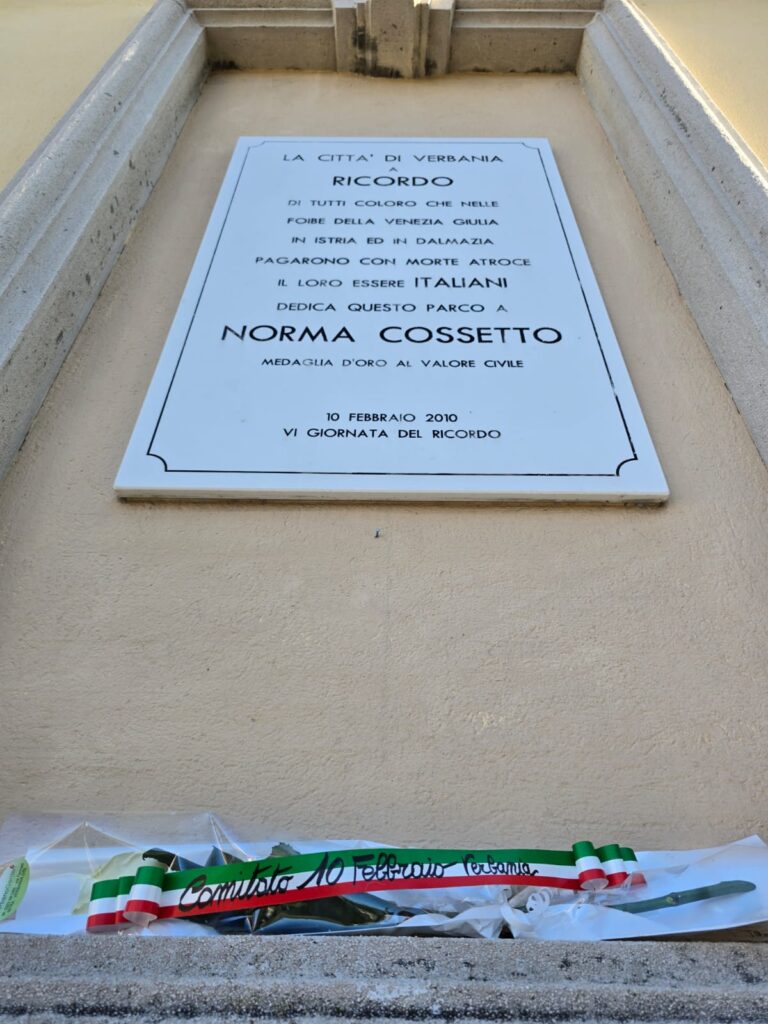 LA CITTA' DI VERBANIA
A
RICORDO
DI TUTTI COLORO CHE NELLE
FOIBE DELLA VENEZIA GIULIA
IN ISTRIA ED IN DALMAZIA
PAGARONO CON MORTE ATROCE
IL LORO ESSERE ITALIANI
DEDICA QUESTO PARCO A
NORMA COSSETTO
MEDAGLIA D'ORO AL VALORE CIVILE
10 FEBBRAIO 2010
VI GIORNATA DEL RICORDO
Comitato 10 Febbraio - Verbania